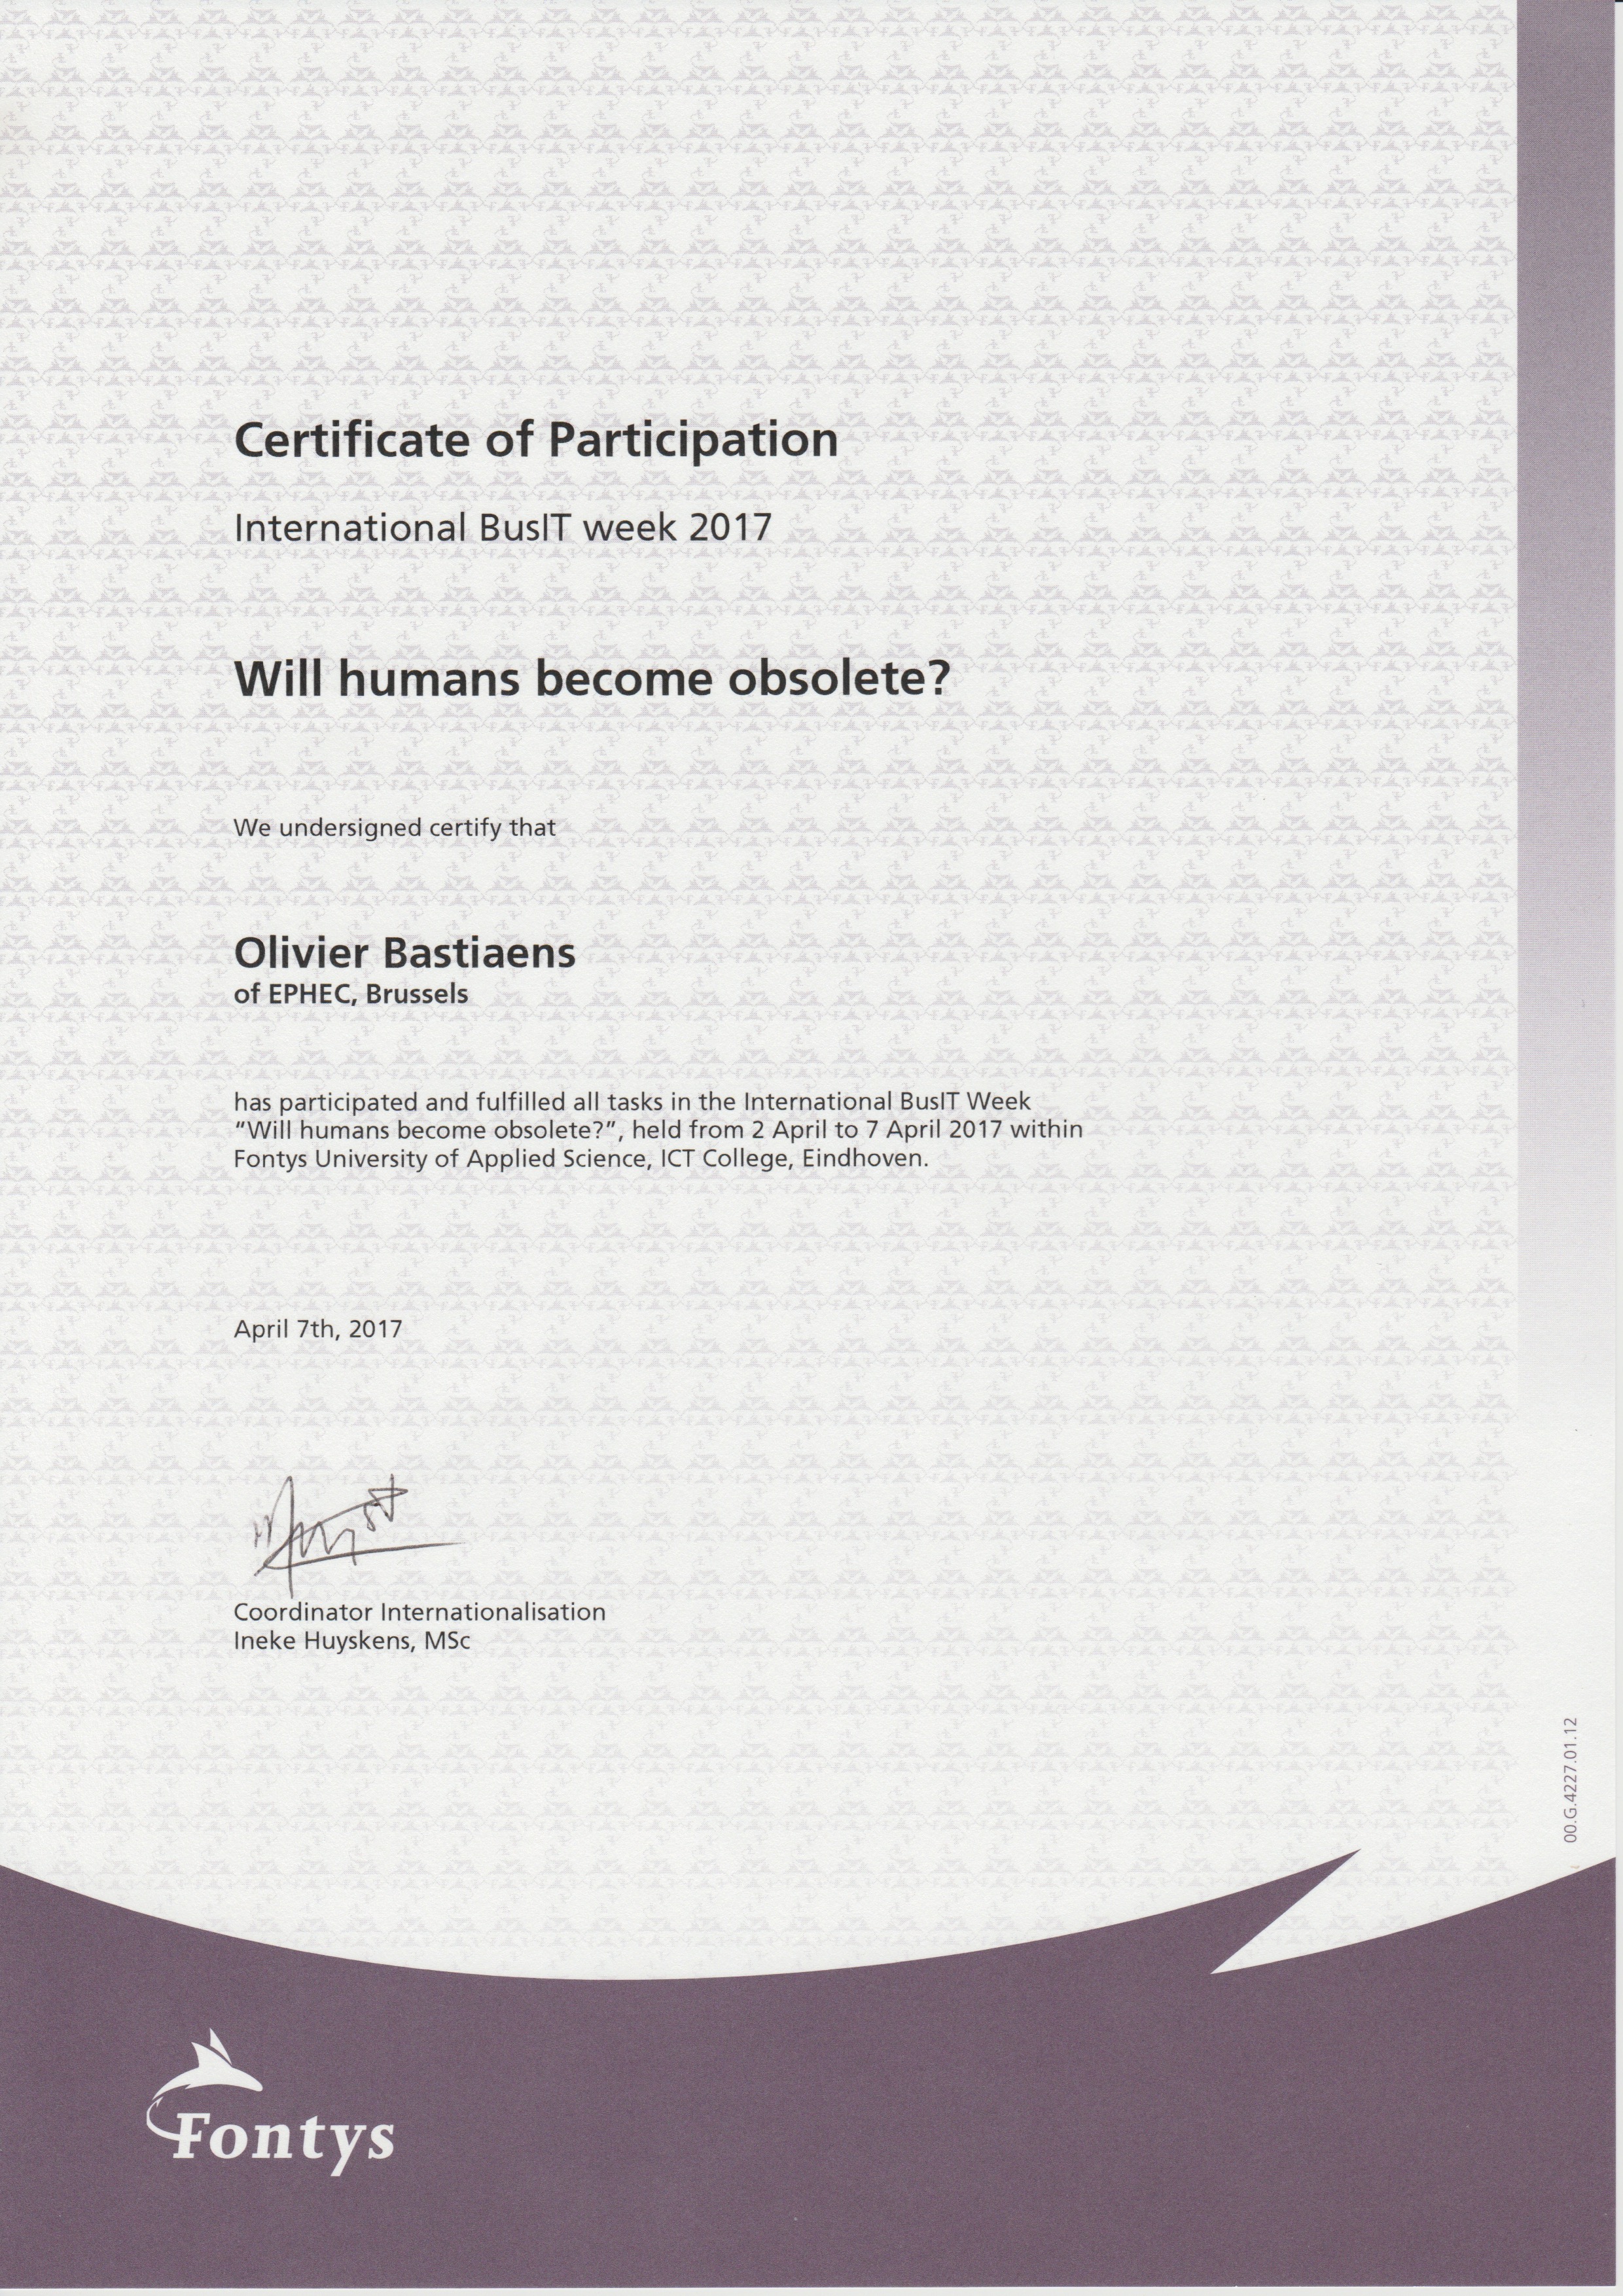 Certificate of Participation
International BusIT week 2017
Will humans become obsolete?
We undersigned certify that
Olivier Bastiaens
of EPHEC, Brussels
has participated and fulfilled all tasks in the International BusIT Week
“Will humans become obsolete?”, held from 2 April to 7 April 2017 within
Fontys University of Applied Science, ICT College, Eindhoven.
April 7th, 2017
Coordinator Internationalisation
Ineke Huyskens, MSc
00.G.4227.01.12
Fontys